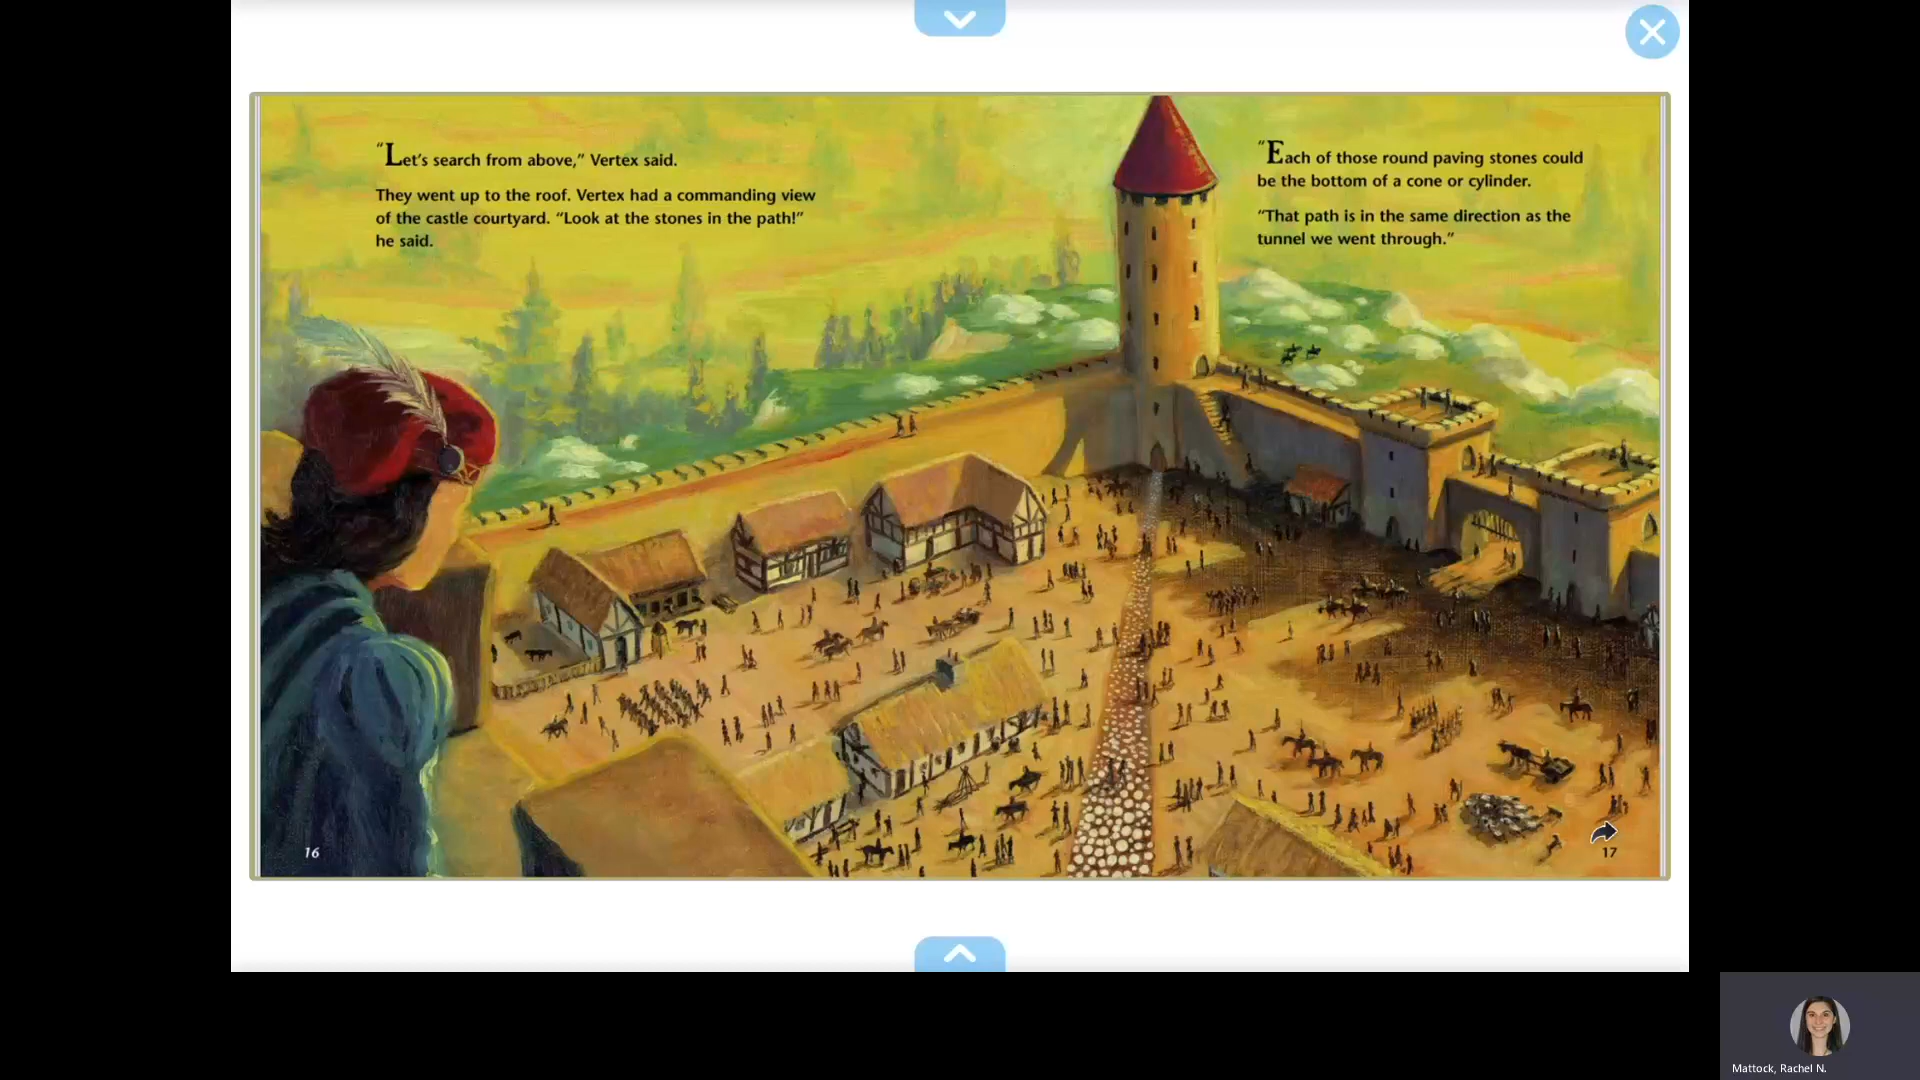 “Let’s search from above,” Vertex said.
They went up to the roof. Vertex had a commanding view
of the castle courtyard. “Look at the stones in the path!”
he said.
“Each of those round paving stones could
be the bottom of a cone or cylinder.
“That path is in the same direction as the
tunnel we went through.”
16
17
Mattock, Rachel N.